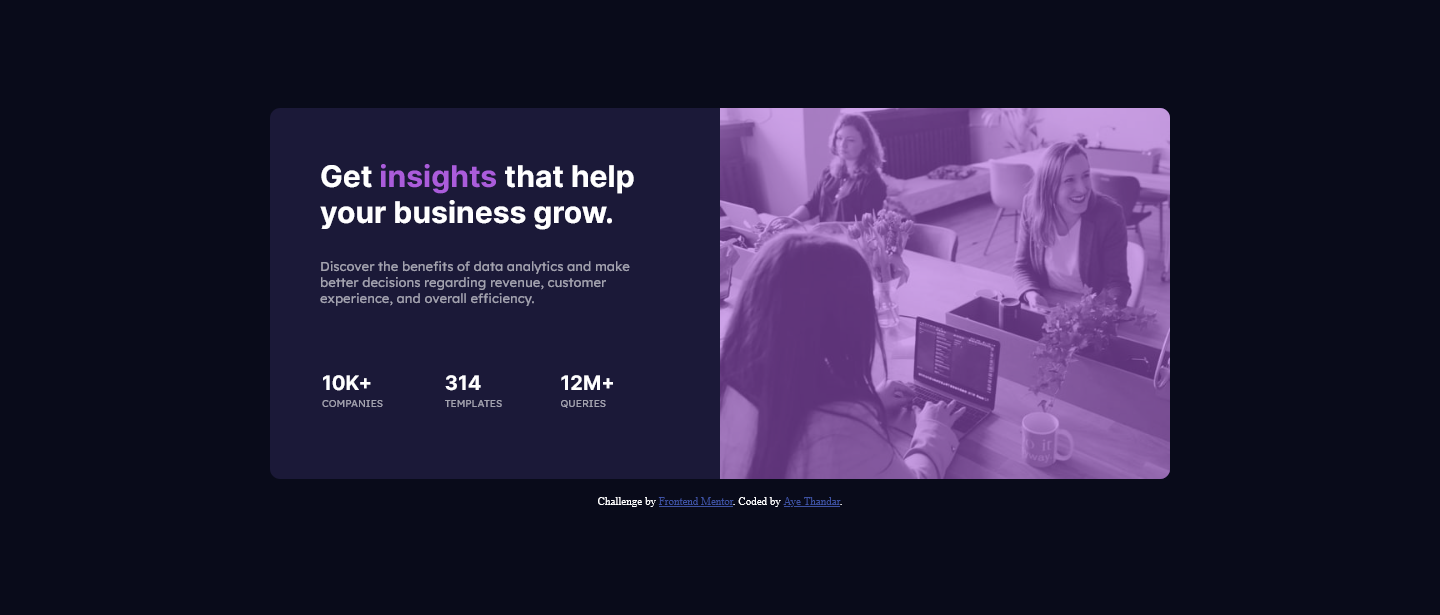 Get insights that help
your business grow.
Discover the benefits of data analytics and make
better decisions regarding revenue, customer
experience, and overall efficiency.
10K+ 314 12M+
COMPANIES TEMPLATES QUERIES
Challenge by Frontend Mentor. Coded by Aye Thandar.